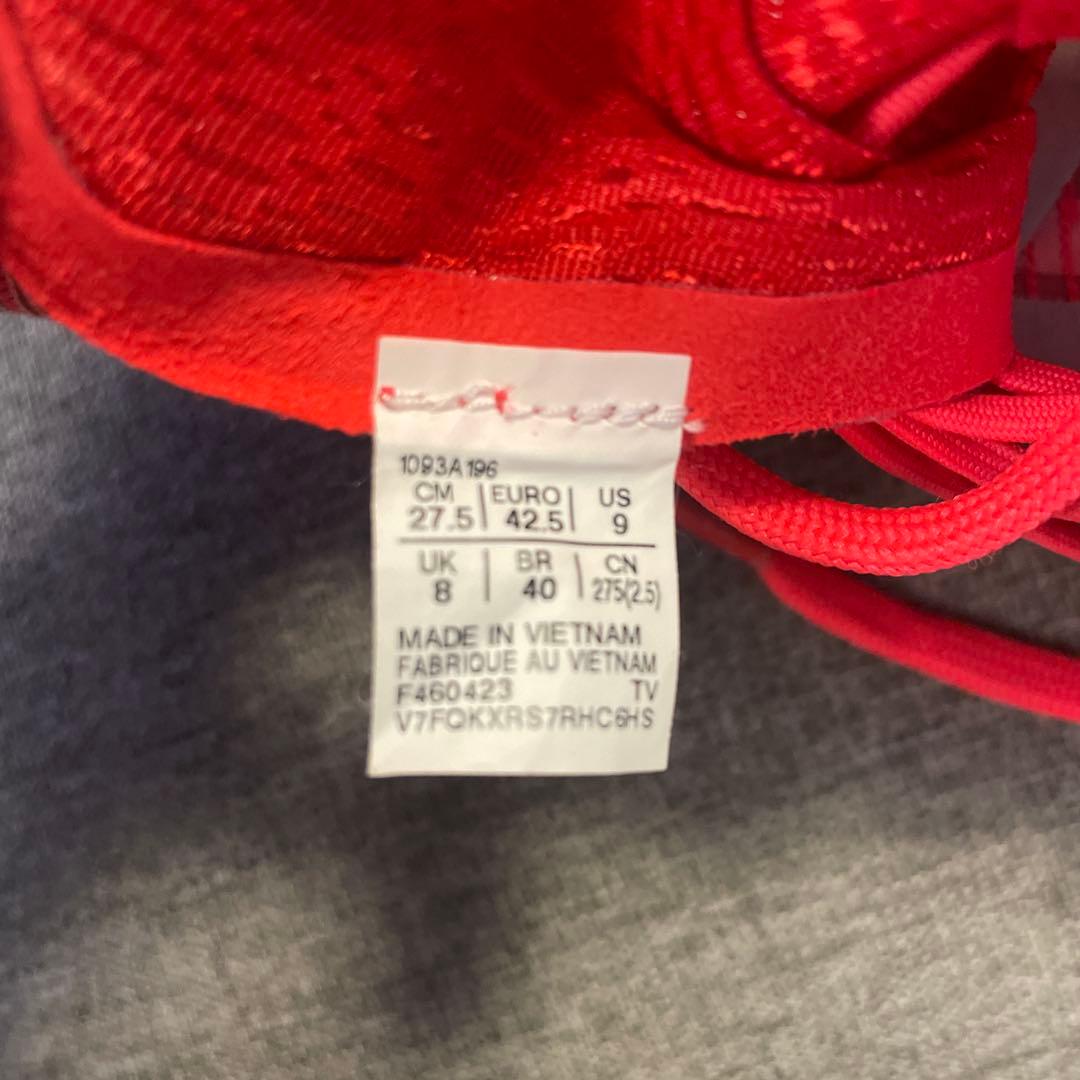 1093A196
CM | EURO | US
27.5 | 42.5 | 9
UK | BR | CN
8 | 40 | 275(2.5)
MADE IN VIETNAM
FABRIQUE AU VIETNAM
F460423 TV
V7FQKXRS7RHC6HS